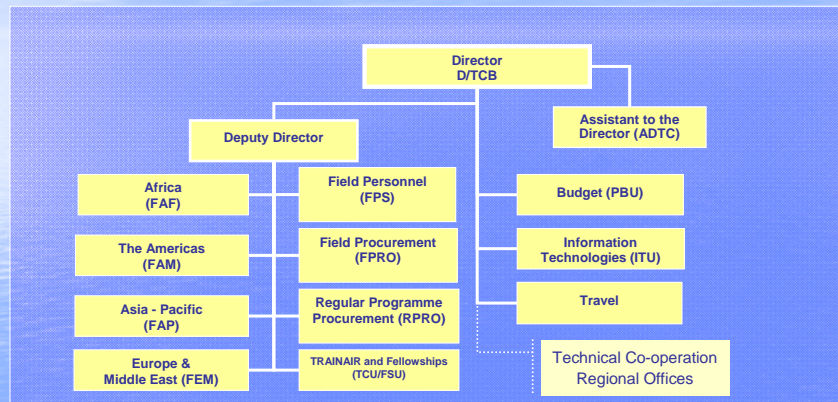 Director
D/TCB
Assistant to the
Director (ADTC)
Deputy Director
Africa
(FAF)
Field Personnel
(FPS)
Budget (PBU)
The Americas
(FAM)
Field Procurement
(FPRO)
Information
Technologies (ITU)
Asia - Pacific
(FAP)
Regular Programme
Procurement (RPRO)
Travel
Europe &
Middle East (FEM)
TRAINAIR and Fellowships
(TCU/FSU)
Technical Co-operation
Regional Offices